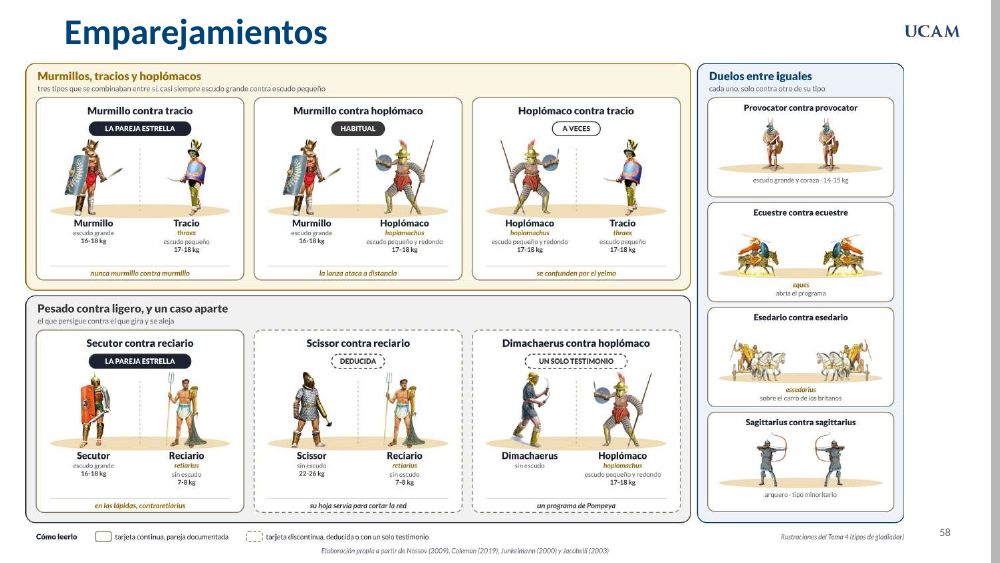 Emparejamientos
UCAM
Murmillos, tracios y hoplómacos
tres tipos que se combinaban entre sí, casi siempre escudo grande contra escudo pequeño
Murmillo contra tracio
LA PAREJA ESTRELLA
Murmillo
escudo grande
16-18 kg
Tracio
thraex
escudo pequeño
17-18 kg
nunca murmillo contra murmillo
Murmillo contra hoplómaco
HABITUAL
Murmillo
escudo grande
16-18 kg
Hoplómaco
hoplomachus
escudo pequeño y redondo
17-18 kg
la lanza ataca a distancia
Hoplómaco contra tracio
A VECES
Hoplómaco
hoplomachus
escudo pequeño y redondo
17-18 kg
Tracio
thraex
escudo pequeño
17-18 kg
se confunden por el yelmo
Pesado contra ligero, y un caso aparte
el que persigue contra el que gira y se aleja
Secutor contra reciario
LA PAREJA ESTRELLA
Secutor
escudo grande
16-18 kg
Reciario
retiarius
sin escudo
7-8 kg
en las lápidas, contraretiarius
Scissor contra reciario
DEDUCIDA
Scissor
sin escudo
22-26 kg
Reciario
retiarius
sin escudo
7-8 kg
su hoja servía para cortar la red
Dimachaerus contra hoplómaco
UN SOLO TESTIMONIO
Dimachaerus
sin escudo
Hoplómaco
hoplomachus
escudo pequeño y redondo
17-18 kg
un programa de Pompeya
Duelos entre iguales
cada uno, solo contra otro de su tipo
Provocator contra provocator
escudo grande y coraza · 14-15 kg
Ecuestre contra ecuestre
eques
abría el programa
Esedario contra esedario
essedarius
sobre el carro de los britanos
Sagittarius contra sagittarius
arquero · tipo minoritario
Cómo leerlo
tarjeta continua, pareja documentada
tarjeta discontinua, deducida o con un solo testimonio
Ilustraciones del Tema 4 (tipos de gladiador)
58
Elaboración propia a partir de Nossov (2009), Coleman (2019), Junkelmann (2000) y Jacobelli (2003)